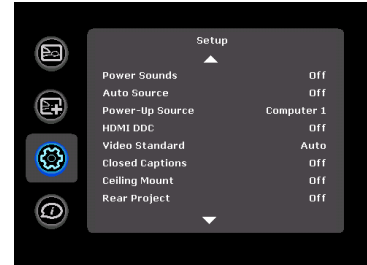 Setup
Power Sounds Off
Auto Source Off
Power-Up Source Computer 1
HDMI DDC Off
Video Standard Auto
Closed Captions Off
Ceiling Mount Off
Rear Project Off